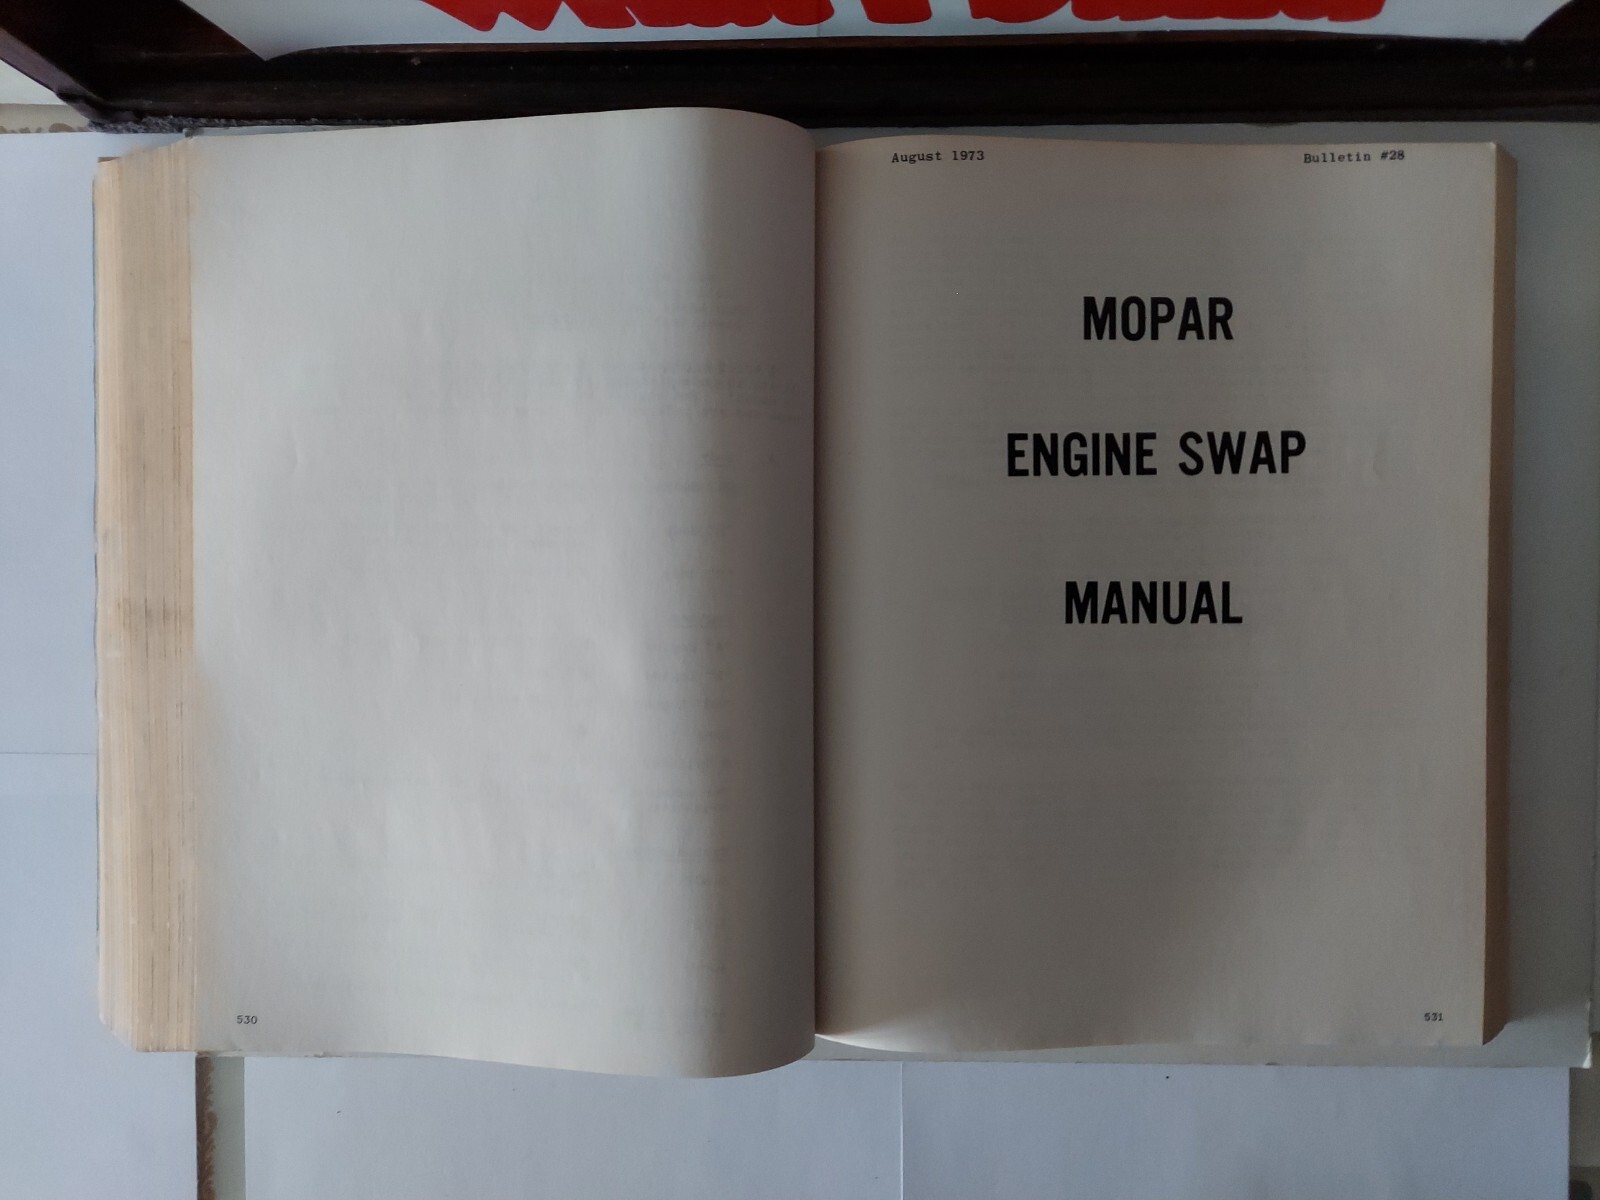 530
August 1973 Bulletin #28
MOPAR
ENGINE SWAP
MANUAL
531